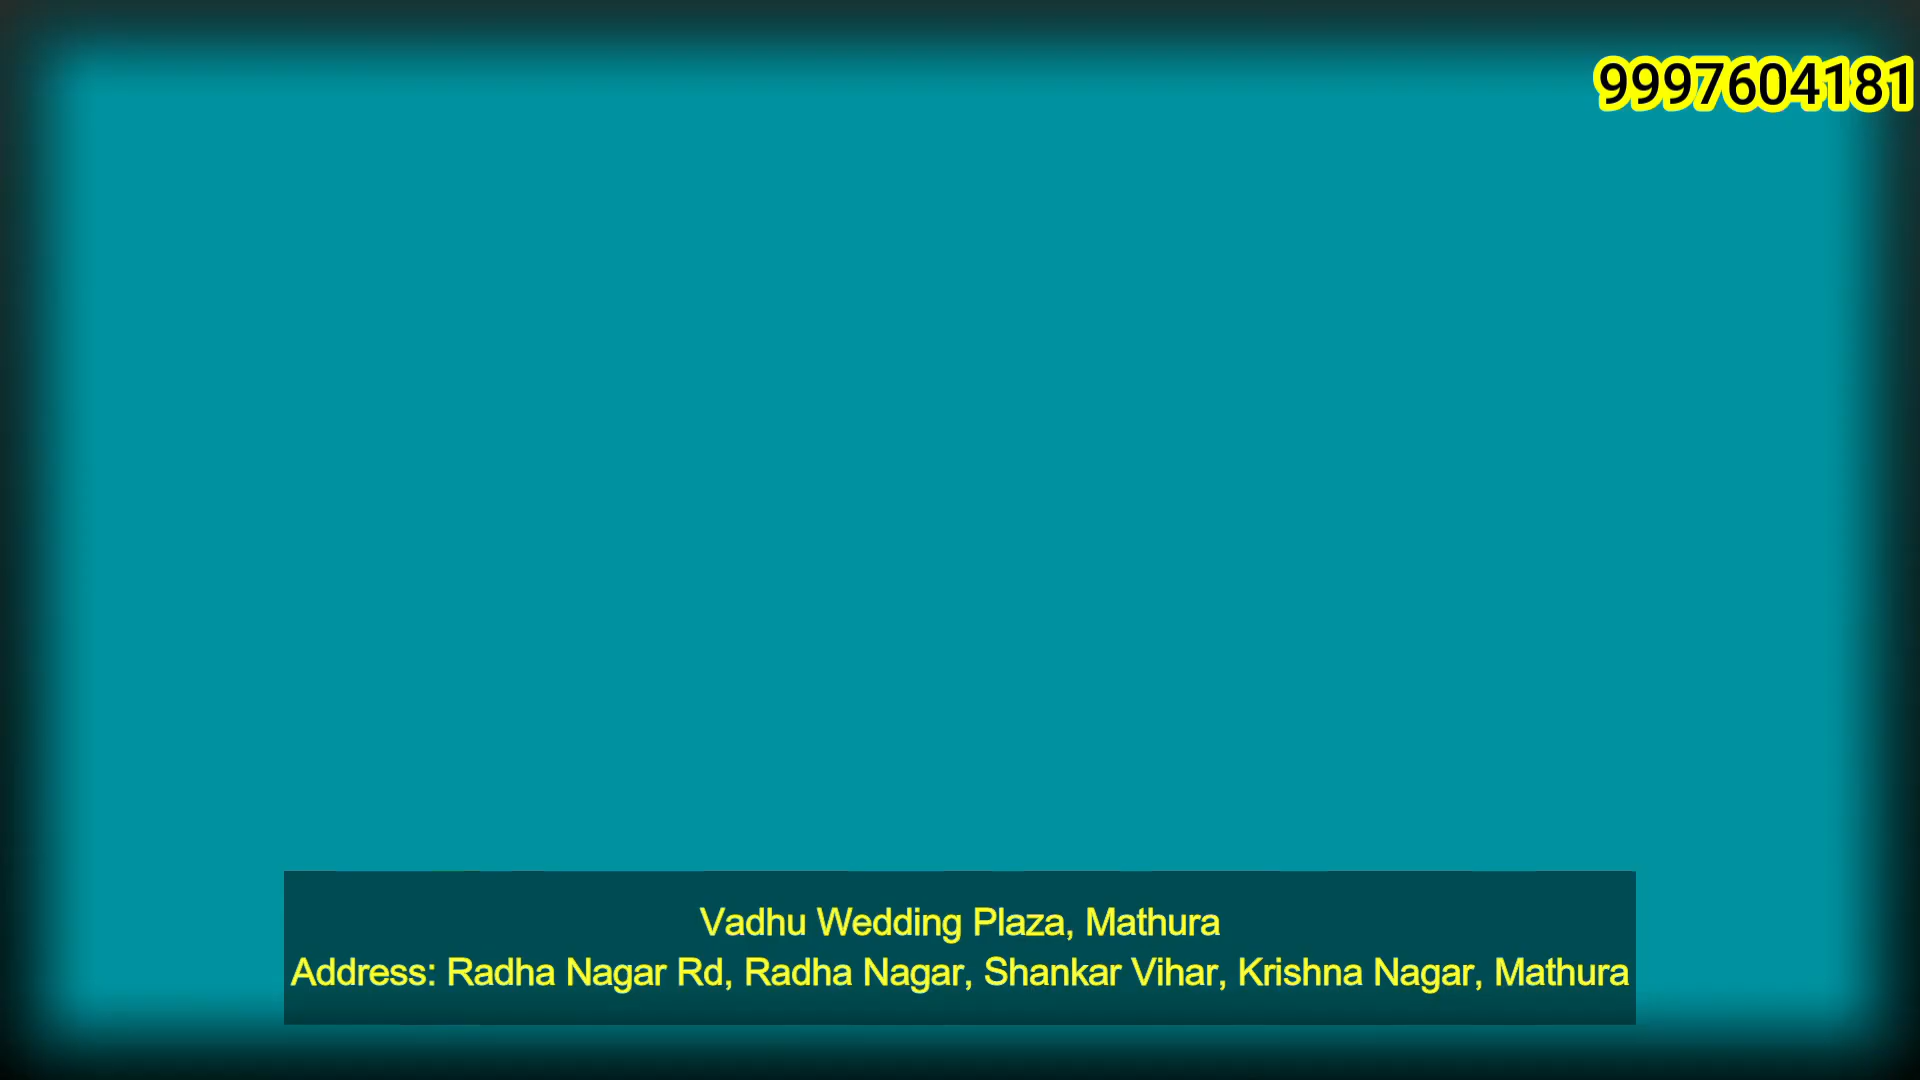 9997604181
Vadhu Wedding Plaza, Mathura
Address: Radha Nagar Rd, Radha Nagar, Shankar Vihar, Krishna Nagar, Mathura